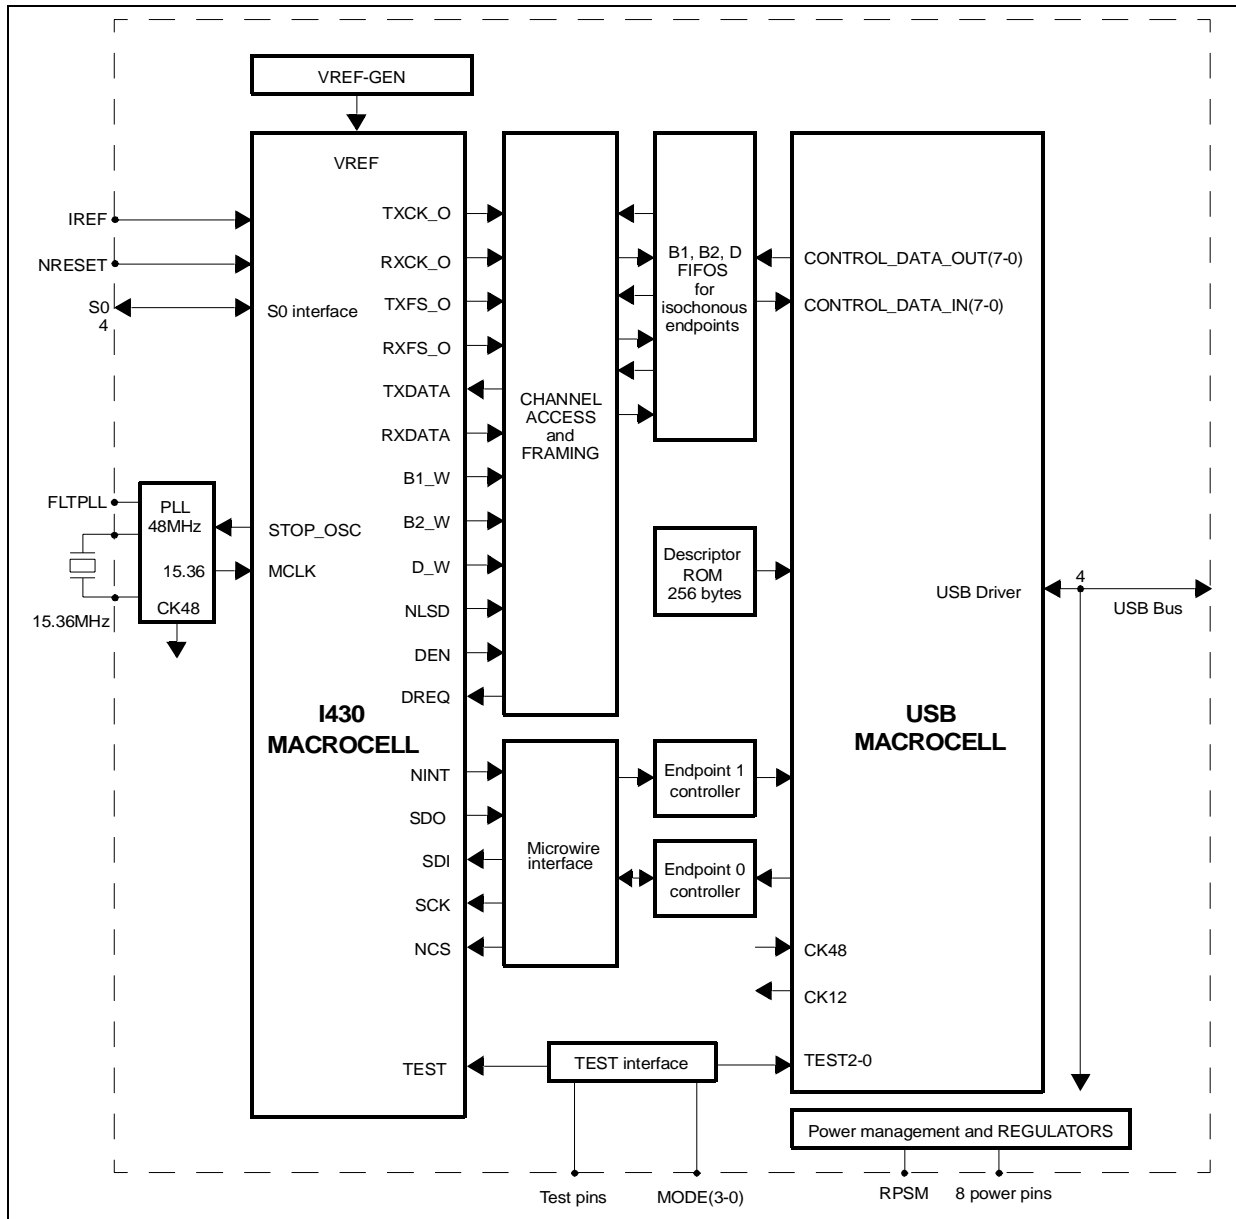 VREF-GEN
VREF
IREF
NRESET
S0
4
S0 interface
TXCK_O
RXCK_O
TXFS_O
RXFS_O
TXDATA
RXDATA
B1_W
B2_W
D_W
NLSD
DEN
DREQ
I430
MACROCELL
NINT
SDO
SDI
SCK
NCS
TEST
FLTPLL
PLL
48MHz
15.36
CK48
15.36MHz
STOP_OSC
MCLK
CHANNEL
ACCESS
and
FRAMING
B1, B2, D
FIFOS
for
isochonous
endpoints
CONTROL_DATA_OUT(7-0)
CONTROL_DATA_IN(7-0)
Descriptor
ROM
256 bytes
USB Driver
4
USB Bus
USB
MACROCELL
Microwire
interface
Endpoint 1
controller
Endpoint 0
controller
CK48
CK12
TEST2-0
TEST interface
Power management and REGULATORS
Test pins
MODE(3-0)
RPSM
8 power pins